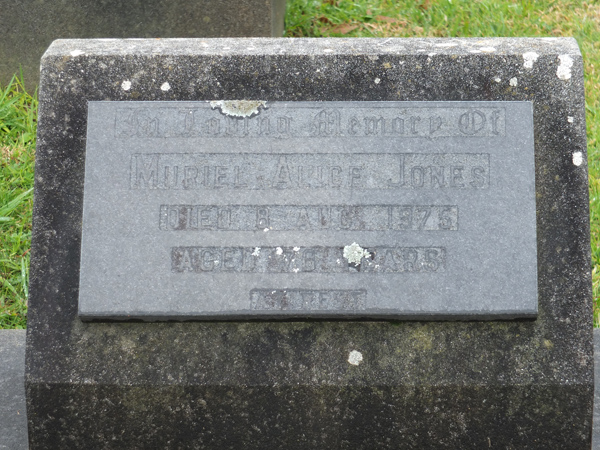 In Loving Memory Of
MURIEL ALICE JONES
DIED 8 AUG. 1975
AGED YEARS
AT REST